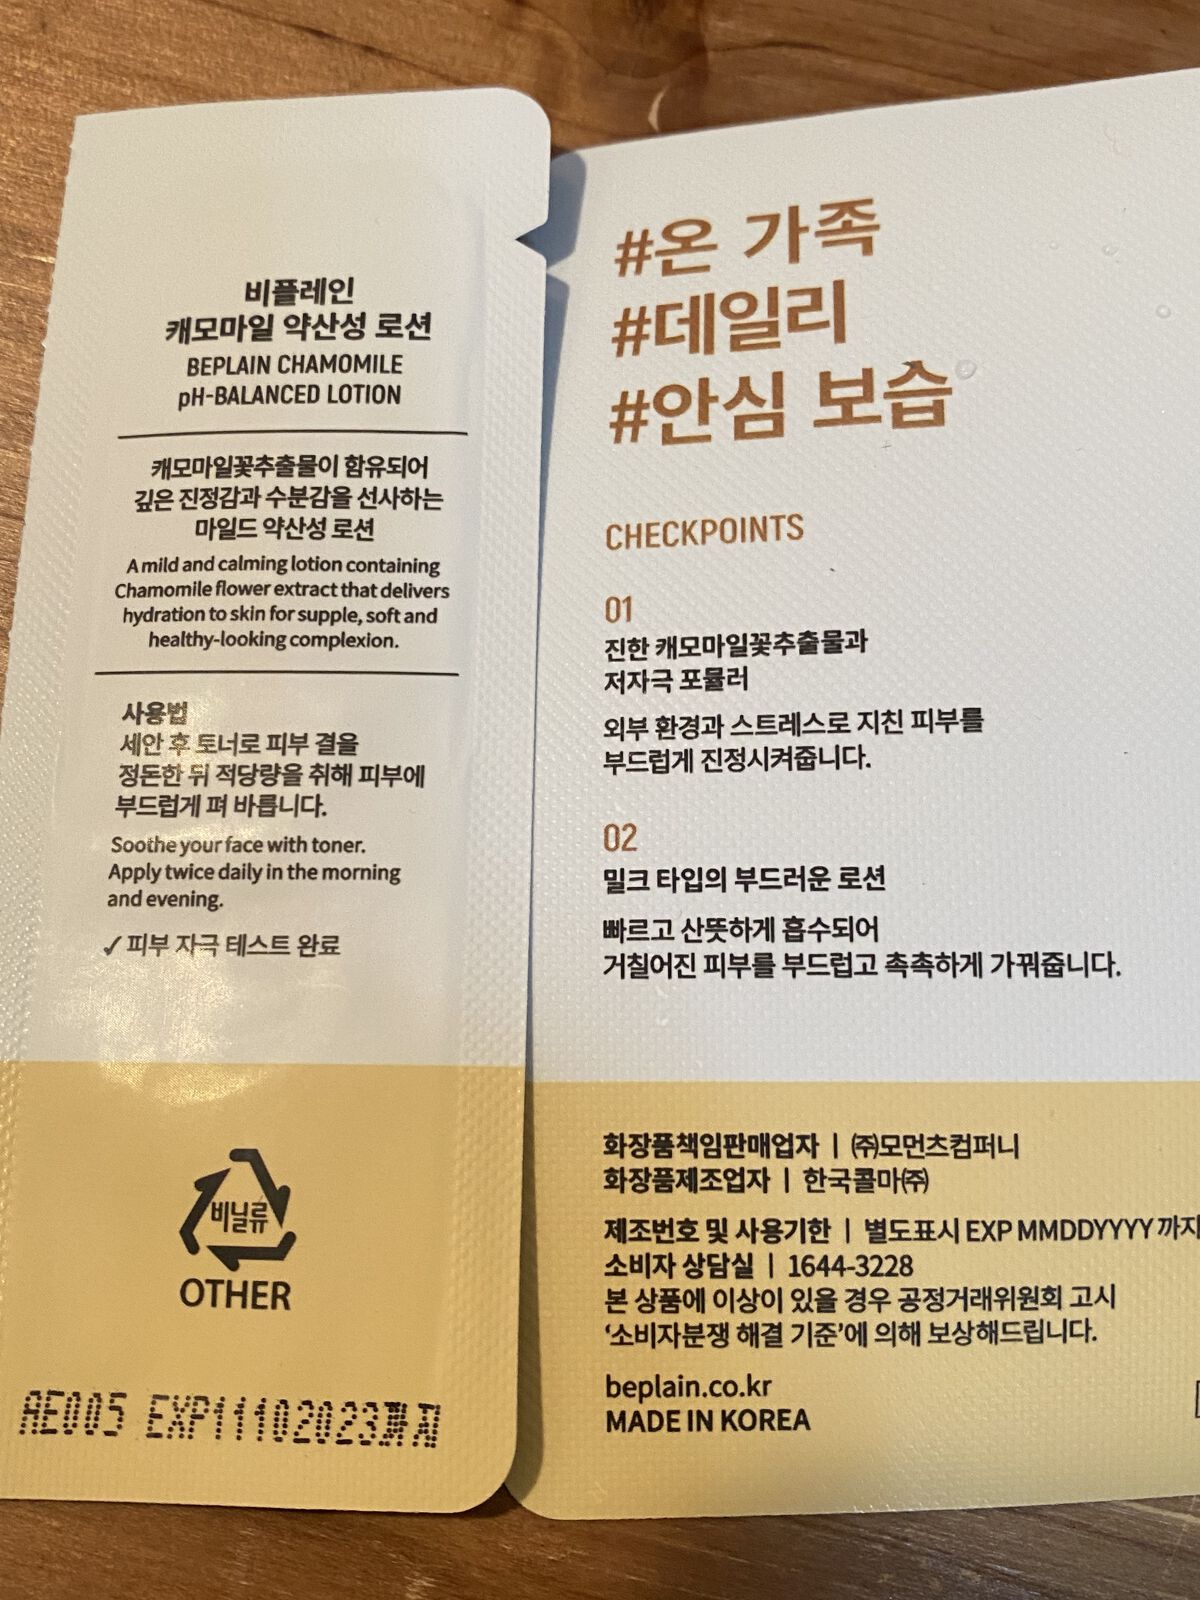 비플레인
캐모마일 약산성 로션
BEPLAIN CHAMOMILE
pH-BALANCED LOTION
캐모마일꽃추출물이 함유되어
깊은 진정감과 수분감을 선사하는
마일드 약산성 로션
A mild and calming lotion containing
Chamomile flower extract that delivers
hydration to skin for supple, soft and
healthy-looking complexion.
사용법
세안 후 토너로 피부 결을
정돈한 뒤 적당량을 취해 피부에
부드럽게 펴 바릅니다.
Soothe your face with toner.
Apply twice daily in the morning
and evening.
✓ 피부 자극 테스트 완료
비닐류
OTHER
AE005 EXP11102023까지
#온 가족
#데일리
#안심 보습
CHECKPOINTS
01
진한 캐모마일꽃추출물과
저자극 포뮬러
외부 환경과 스트레스로 지친 피부를
부드럽게 진정시켜줍니다.
02
밀크 타입의 부드러운 로션
빠르고 산뜻하게 흡수되어
거칠어진 피부를 부드럽고 촉촉하게 가꿔줍니다.
화장품책임판매업자 | ㈜모먼츠컴퍼니
화장품제조업자 | 한국콜마㈜
제조번호 및 사용기한 | 별도표시 EXP MMDDYYYY 까지
소비자 상담실 | 1644-3228
본 상품에 이상이 있을 경우 공정거래위원회 고시
‘소비자분쟁 해결 기준’에 의해 보상해드립니다.
beplain.co.kr
MADE IN KOREA